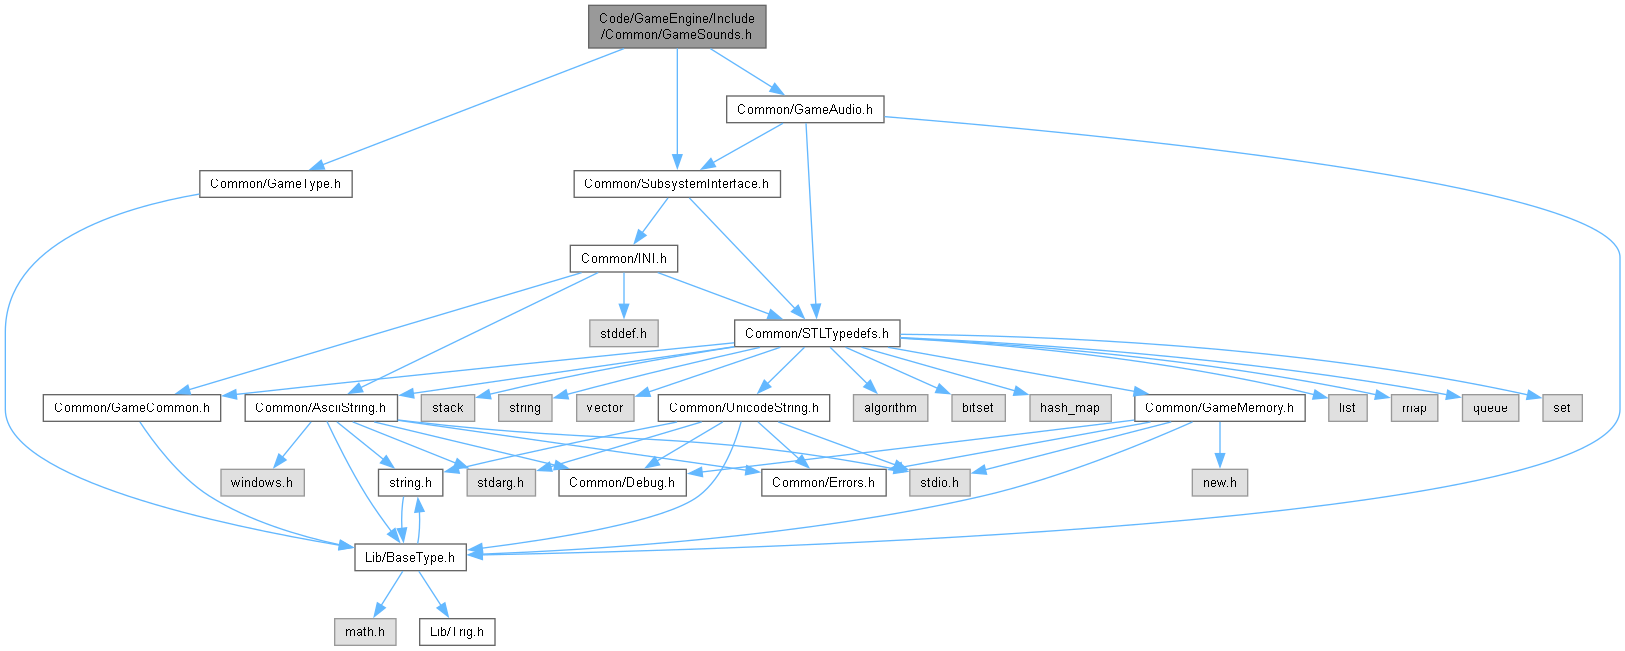 Code/GameEngine/Include
/Common/GameSounds.h
Common/GameAudio.h
Common/GameType.h
Common/SubsystemInterface.h
Common/INI.h
stddef.h
Common/STLTypedefs.h
Common/GameCommon.h
Common/AsciiString.h
stack
string
vector
Common/UnicodeString.h
algorithm
bitset
hash_map
Common/GameMemory.h
list
map
queue
set
windows.h
string.h
stdarg.h
Common/Debug.h
Common/Errors.h
stdio.h
new.h
Lib/BaseType.h
math.h
Lib/Trig.h